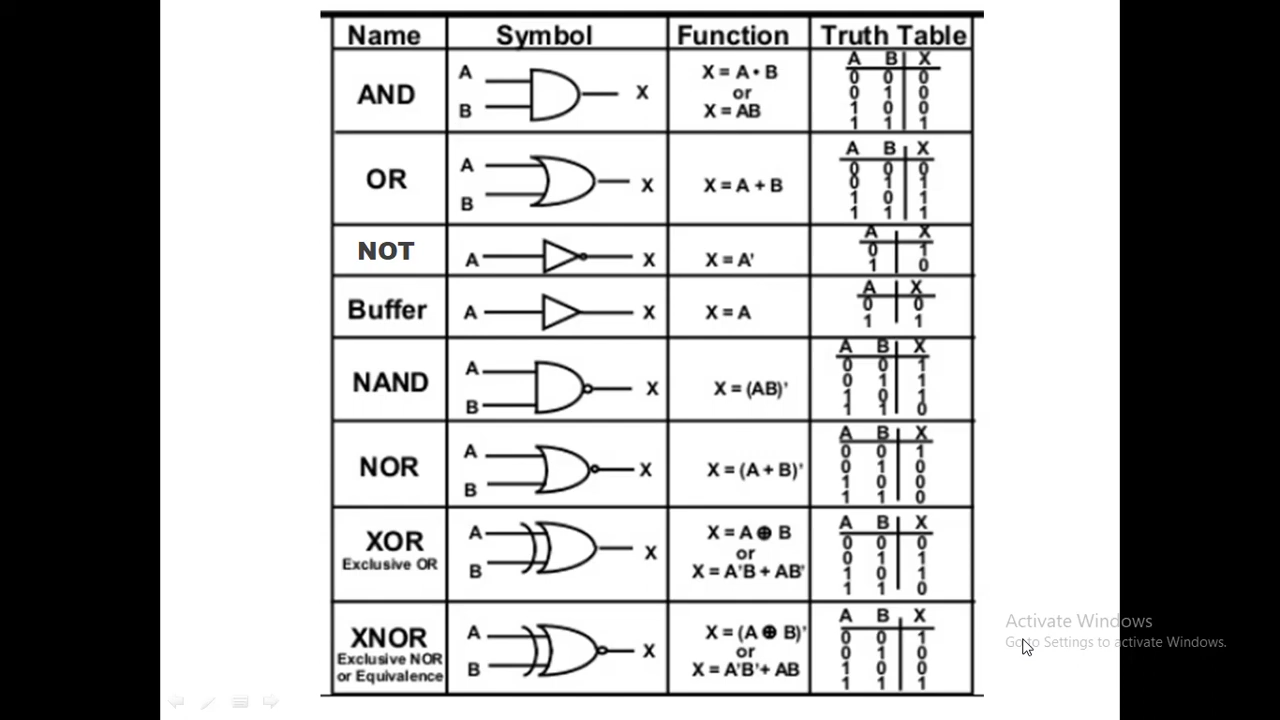 Name Symbol Function Truth Table
AND
A
B
X
X = A • B
or
X = AB
A B X
0 0 0
0 1 0
1 0 0
1 1 1
OR
A
B
X
X = A + B
A B X
0 0 0
0 1 1
1 0 1
1 1 1
NOT
A
X
X = A'
A X
0 1
1 0
Buffer
A
X
X = A
A X
0 0
1 1
NAND
A
B
X
X = (AB)'
A B X
0 0 1
0 1 1
1 0 1
1 1 0
NOR
A
B
X
X = (A + B)'
A B X
0 0 1
0 1 0
1 0 0
1 1 0
XOR
Exclusive OR
A
B
X
X = A ⊕ B
or
X = A'B + AB'
A B X
0 0 0
0 1 1
1 0 1
1 1 0
XNOR
Exclusive NOR
or Equivalence
A
B
X
X = (A ⊕ B)'
or
X = A'B' + AB
A B X
0 0 1
0 1 0
1 0 0
1 1 1
Activate Windows
Go to Settings to activate Windows.